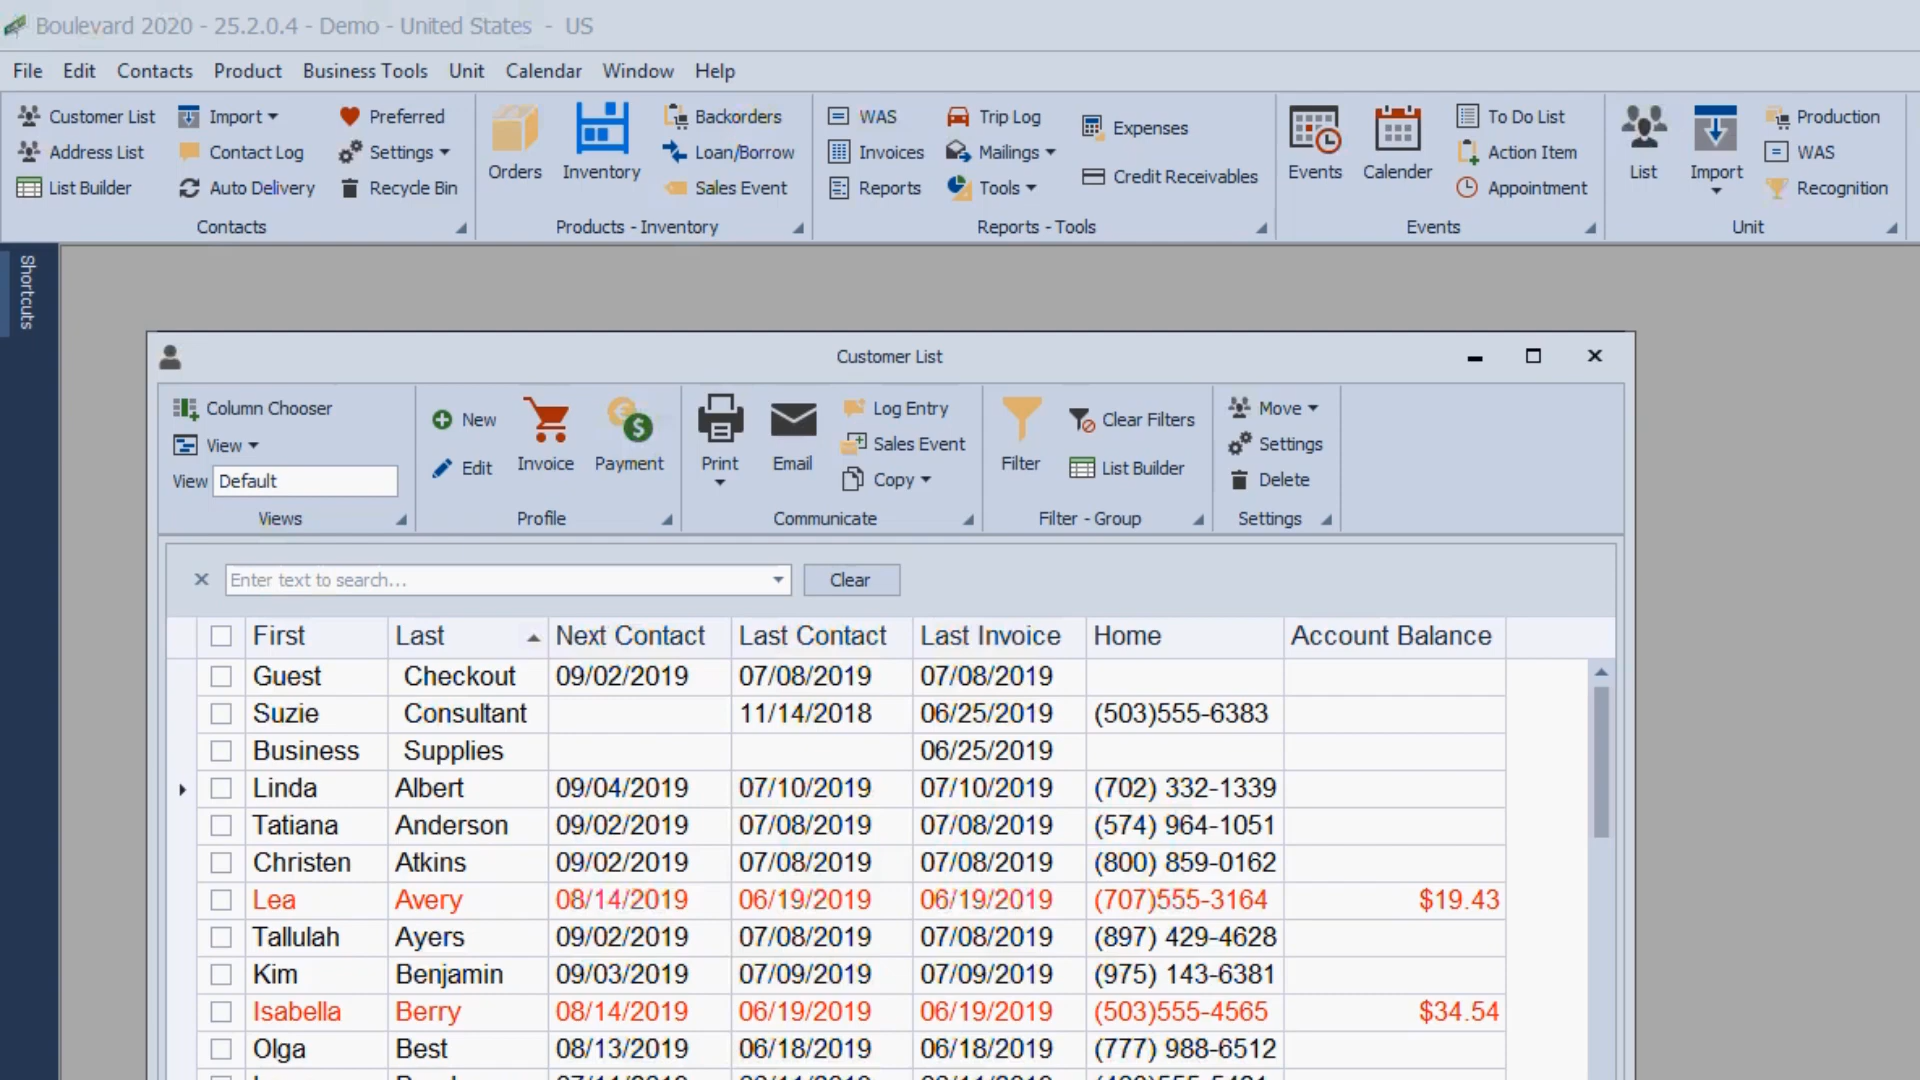 Boulevard 2020 - 25.2.0.4 - Demo - United States - US
File Edit Contacts Product Business Tools Unit Calendar Window Help
Customer List Import Preferred
Address List Contact Log Settings
List Builder Auto Delivery Recycle Bin
Contacts
Orders Inventory
Backorders
Loan/Borrow
Sales Event
Products - Inventory
WAS Trip Log Expenses
Invoices Mailings
Reports Tools Credit Receivables
Reports - Tools
Events Calender
To Do List
Action Item
Appointment
Events
List Import
Production
WAS
Recognition
Unit
Shortcuts
Customer List
Column Chooser
View
View Default
Views
New
Edit
Invoice Payment
Profile
Print Email
Log Entry
Sales Event
Copy
Communicate
Filter
Clear Filters
List Builder
Filter - Group
Move
Settings
Delete
Settings
Enter text to search... Clear
First Last Next Contact Last Contact Last Invoice Home Account Balance
Guest Checkout 09/02/2019 07/08/2019 07/08/2019
Suzie Consultant 11/14/2018 06/25/2019 (503)555-6383
Business Supplies 06/25/2019
Linda Albert 09/04/2019 07/10/2019 07/10/2019 (702) 332-1339
Tatiana Anderson 09/02/2019 07/08/2019 07/08/2019 (574) 964-1051
Christen Atkins 09/02/2019 07/08/2019 07/08/2019 (800) 859-0162
Lea Avery 08/14/2019 06/19/2019 06/19/2019 (707)555-3164 $19.43
Tallulah Ayers 09/02/2019 07/08/2019 07/08/2019 (897) 429-4628
Kim Benjamin 09/03/2019 07/09/2019 07/09/2019 (975) 143-6381
Isabella Berry 08/14/2019 06/19/2019 06/19/2019 (503)555-4565 $34.54
Olga Best 08/13/2019 06/18/2019 06/18/2019 (777) 988-6512